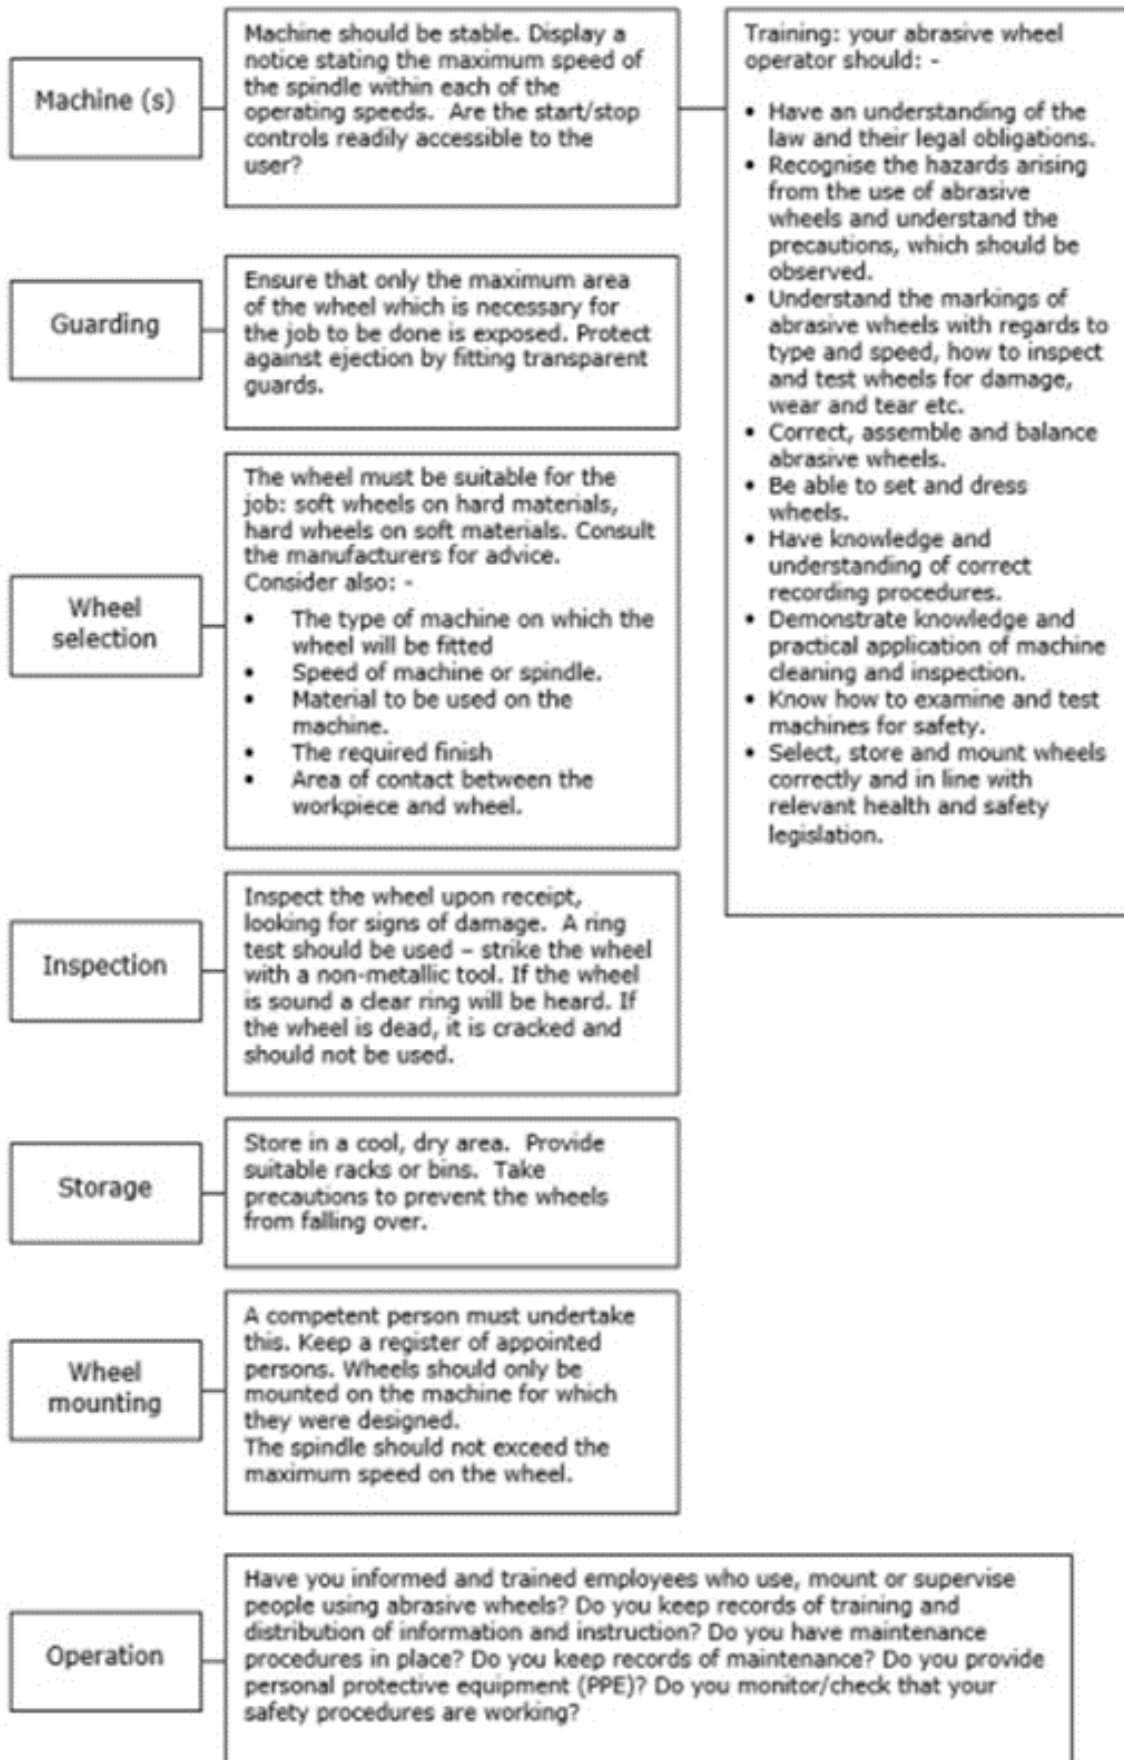 Machine (s)
Machine should be stable. Display a
notice stating the maximum speed of
the spindle within each of the
operating speeds.  Are the start/stop
controls readily accessible to the
user?
Training: your abrasive wheel
operator should: -
• Have an understanding of the
law and their legal obligations.
• Recognise the hazards arising
from the use of abrasive
wheels and understand the
precautions, which should be
observed.
• Understand the markings of
abrasive wheels with regards to
type and speed, how to inspect
and test wheels for damage,
wear and tear etc.
• Correct, assemble and balance
abrasive wheels.
• Be able to set and dress
wheels.
• Have knowledge and
understanding of correct
recording procedures.
• Demonstrate knowledge and
practical application of machine
cleaning and inspection.
• Know how to examine and test
machines for safety.
• Select, store and mount wheels
correctly and in line with
relevant health and safety
legislation.
Guarding
Ensure that only the maximum area
of the wheel which is necessary for
the job to be done is exposed. Protect
against ejection by fitting transparent
guards.
Wheel
selection
The wheel must be suitable for the
job: soft wheels on hard materials,
hard wheels on soft materials. Consult
the manufacturers for advice.
Consider also: -
• The type of machine on which the
wheel will be fitted
• Speed of machine or spindle.
• Material to be used on the
machine.
• The required finish
• Area of contact between the
workpiece and wheel.
Inspection
Inspect the wheel upon receipt,
looking for signs of damage.  A ring
test should be used – strike the wheel
with a non-metallic tool. If the wheel
is sound a clear ring will be heard. If
the wheel is dead, it is cracked and
should not be used.
Storage
Store in a cool, dry area.  Provide
suitable racks or bins.  Take
precautions to prevent the wheels
from falling over.
Wheel
mounting
A competent person must undertake
this. Keep a register of appointed
persons. Wheels should only be
mounted on the machine for which
they were designed.
The spindle should not exceed the
maximum speed on the wheel.
Operation
Have you informed and trained employees who use, mount or supervise
people using abrasive wheels? Do you keep records of training and
distribution of information and instruction? Do you have maintenance
procedures in place? Do you keep records of maintenance? Do you provide
personal protective equipment (PPE)? Do you monitor/check that your
safety procedures are working?